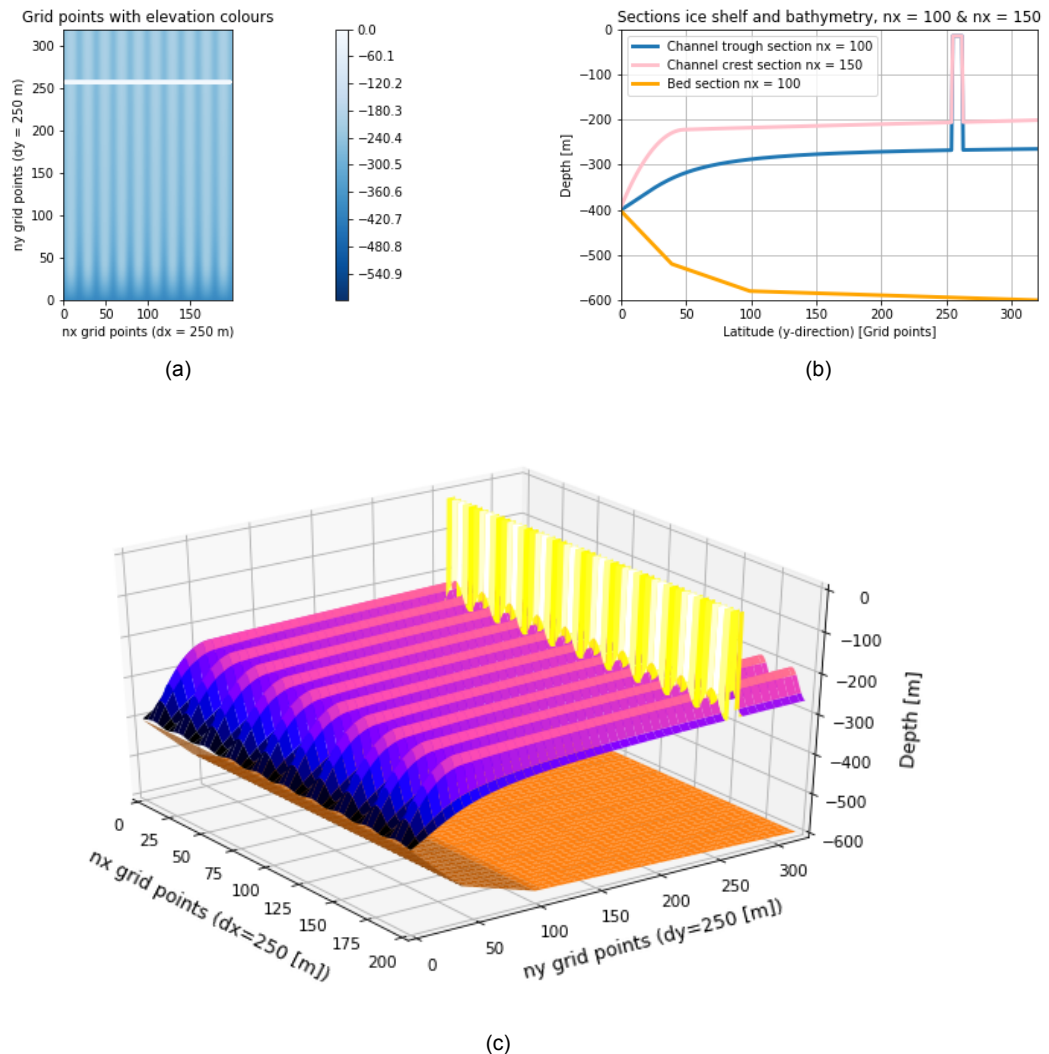 Grid points with elevation colours
ny grid points (dy = 250 m)
300
250
200
150
100
50
0
0 50 100 150
nx grid points (dx = 250 m)
0.0
−60.1
−120.2
−180.3
−240.4
−300.5
−360.6
−420.7
−480.8
−540.9
(a)
Sections ice shelf and bathymetry, nx = 100 & nx = 150
Channel trough section nx = 100
Channel crest section nx = 150
Bed section nx = 100
Depth [m]
0
−100
−200
−300
−400
−500
−600
0 50 100 150 200 250 300
Latitude (y-direction) [Grid points]
(b)
0
−100
−200
−300
−400
−500
−600
Depth [m]
0
25
50
75
100
125
150
175
200
nx grid points (dx=250 [m])
0
50
100
150
200
250
300
ny grid points (dy=250 [m])
(c)